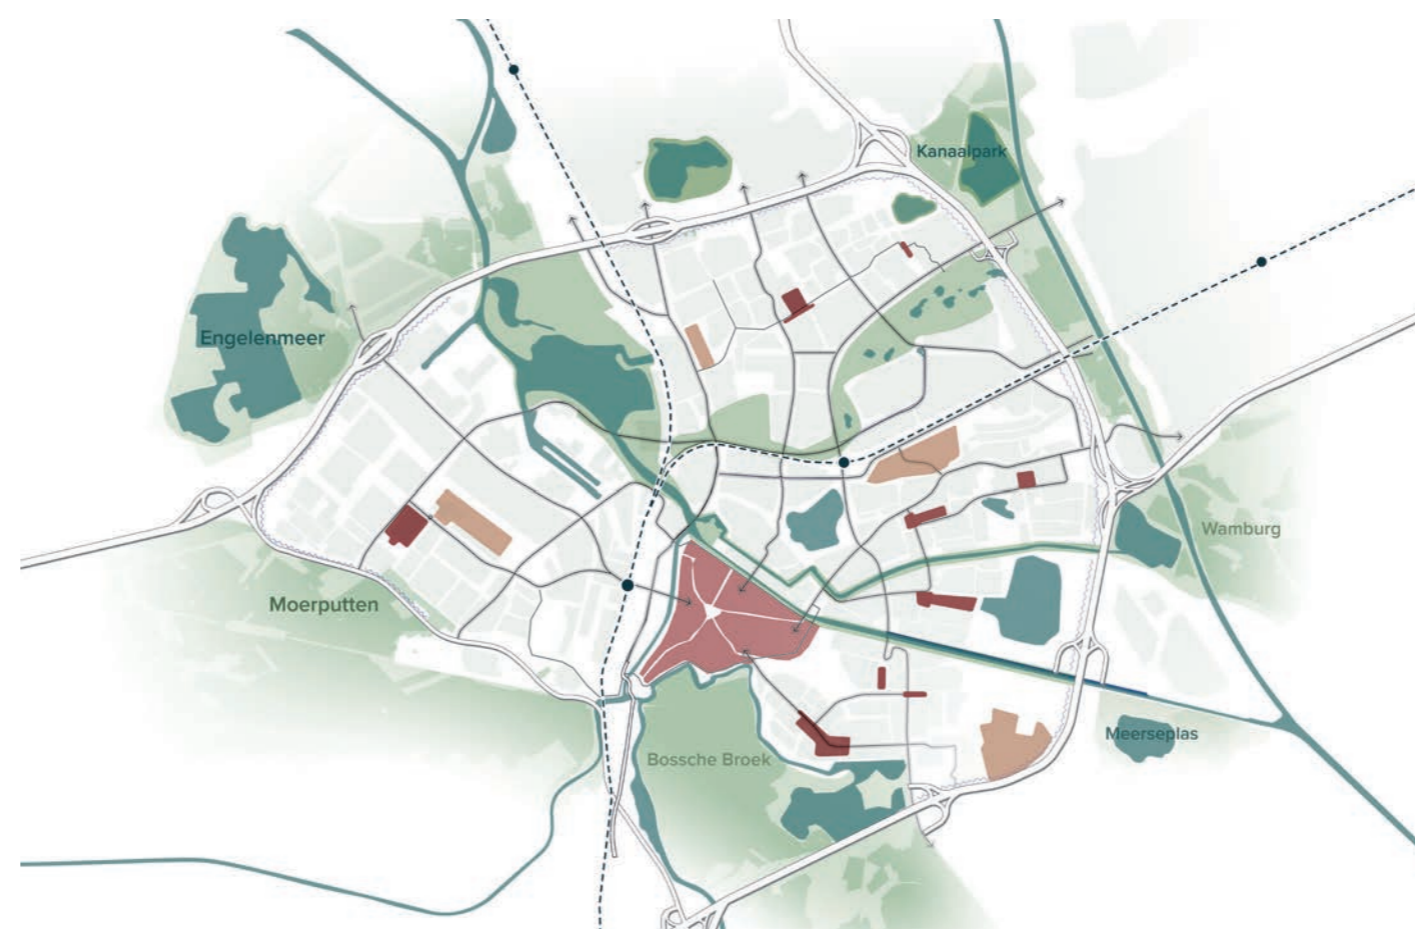 Kanaalpark
Engelenmeer
Wamburg
Moerputten
Meerseplas
Bossche Broek